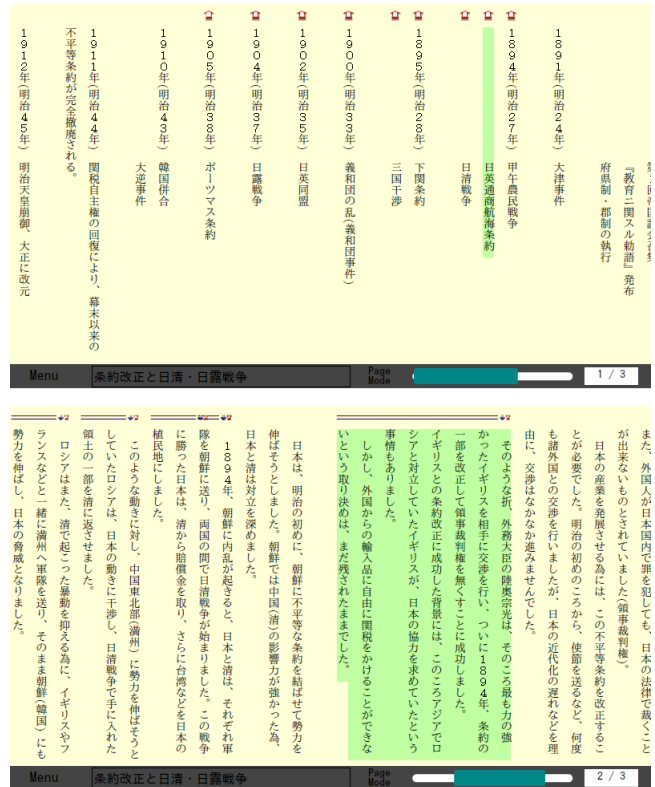 『教育ニ関スル勅語』発布
府県制・郡制の執行
1891年(明治24年) 大津事件
1894年(明治27年) 甲午農民戦争
日英通商航海条約
日清戦争
1895年(明治28年) 下関条約
三国干渉
1900年(明治33年) 義和団の乱(義和団事件)
1902年(明治35年) 日英同盟
1904年(明治37年) 日露戦争
1905年(明治38年) ポーツマス条約
1910年(明治43年) 韓国併合
大逆事件
1911年(明治44年) 関税自主権の回復により、幕末以来の
不平等条約が完全撤廃される。
1912年(明治45年) 明治天皇崩御、大正に改元
Menu 条約改正と日清・日露戦争 Page Mode 1 / 3
また、外国人が日本国内で罪を犯しても、日本の法律で裁くこと
が出来ないものとされていました(領事裁判権)。
日本の産業を発展させる為には、この不平等条約を改正するこ
とが必要でした。明治の初めのころから、使節を送るなど、何度
も諸外国との交渉を行いましたが、日本の近代化の遅れなどを理
由に、交渉はなかなか進みませんでした。
そのような折、外務大臣の陸奥宗光は、そのころ最も力の強
かったイギリスを相手に交渉を行い、ついに1894年、条約の
一部を改正して領事裁判権を無くすことに成功しました。
イギリスとの条約改正に成功した背景には、このころアジアでロ
シアと対立していたイギリスが、日本の協力を求めていたという
事情もありました。
しかし、外国からの輸入品に自由に関税をかけることができな
いという取り決めは、まだ残されたままでした。
日本は、明治の初めに、朝鮮に不平等な条約を結ばせて勢力を
伸ばそうとしました。朝鮮では中国(清)の影響力が強かった為、
日本と清は対立を深めました。
1894年、朝鮮に内乱が起きると、日本と清は、それぞれ軍
隊を朝鮮に送り、両国の間で日清戦争が始まりました。この戦争
に勝った日本は、清から賠償金を取り、さらに台湾などを日本の
植民地にしました。
このような動きに対し、中国東北部(満州)に勢力を伸ばそうと
していたロシアは、日本の動きに干渉し、日清戦争で手に入れた
領土の一部を清に返させました。
ロシアはまた、清で起こった暴動を抑える為に、イギリスやフ
ランスなどと一緒に満州へ軍隊を送り、そのまま朝鮮(韓国)にも
勢力を伸ばし、日本の脅威となりました。
Menu 条約改正と日清・日露戦争 Page Mode 2 / 3